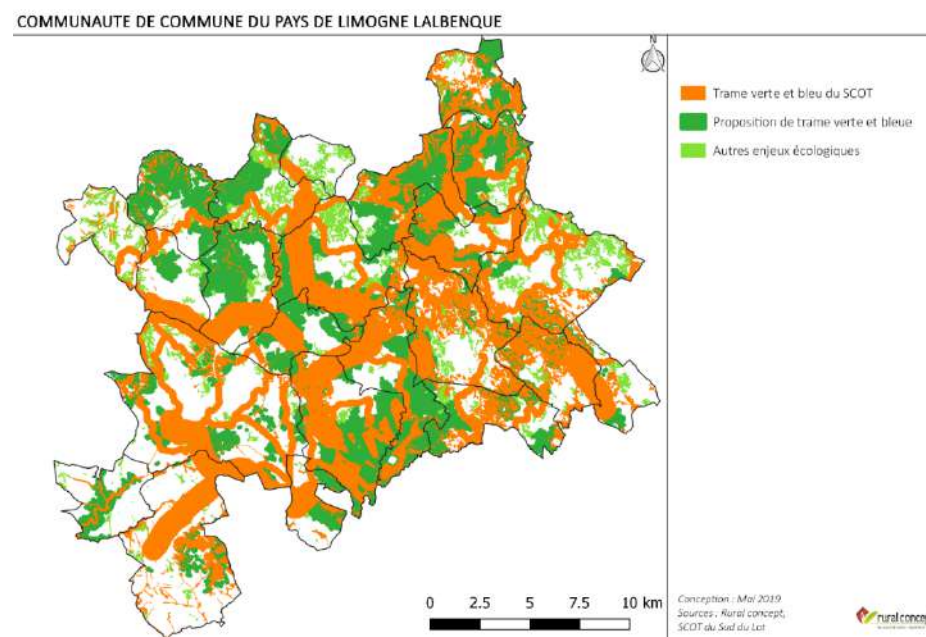 COMMUNAUTE DE COMMUNE DU PAYS DE LIMOGNE LALBENQUE
N
Trame verte et bleu du SCOT
Proposition de trame verte et bleue
Autres enjeux écologiques
0 2.5 5 7.5 10 km
Conception : Mai 2019
Sources : Rural concept,
SCOT du Sud du Lot
rural concept